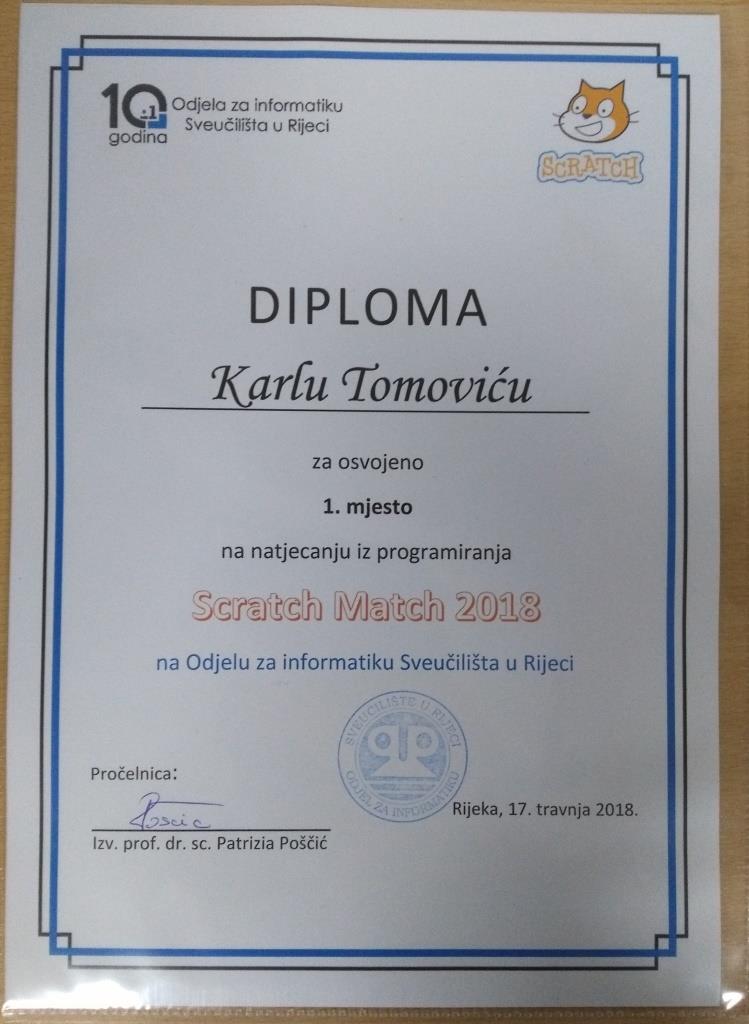 10
:1
godina
Odjela za informatiku
Sveučilišta u Rijeci
SCRATCH
DIPLOMA
Karlu Tomoviću
za osvojeno
1. mjesto
na natjecanju iz programiranja
Scratch Match 2018
na Odjelu za informatiku Sveučilišta u Rijeci
SVEUČILIŠTE U RIJECI
ODJEL ZA INFORMATIKU
Pročelnica:
Rijeka, 17. travnja 2018.
Poščić
Izv. prof. dr. sc. Patrizia Poščić